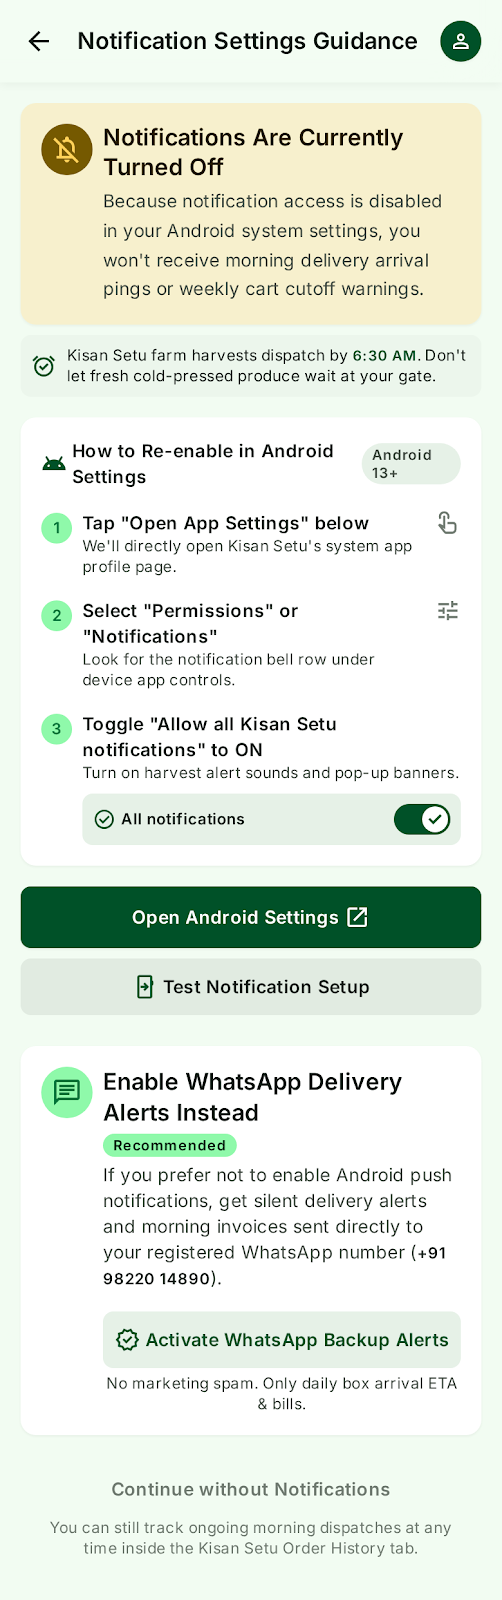 Notification Settings Guidance
Notifications Are Currently
Turned Off
Because notification access is disabled
in your Android system settings, you
won't receive morning delivery arrival
pings or weekly cart cutoff warnings.
Kisan Setu farm harvests dispatch by 6:30 AM. Don't
let fresh cold-pressed produce wait at your gate.
How to Re-enable in Android
Settings
Android
13+
1
Tap "Open App Settings" below
We'll directly open Kisan Setu's system app
profile page.
2
Select "Permissions" or
"Notifications"
Look for the notification bell row under
device app controls.
3
Toggle "Allow all Kisan Setu
notifications" to ON
Turn on harvest alert sounds and pop-up banners.
All notifications
Open Android Settings
Test Notification Setup
Enable WhatsApp Delivery
Alerts Instead
Recommended
If you prefer not to enable Android push
notifications, get silent delivery alerts
and morning invoices sent directly to
your registered WhatsApp number (+91
98220 14890).
Activate WhatsApp Backup Alerts
No marketing spam. Only daily box arrival ETA
& bills.
Continue without Notifications
You can still track ongoing morning dispatches at any
time inside the Kisan Setu Order History tab.